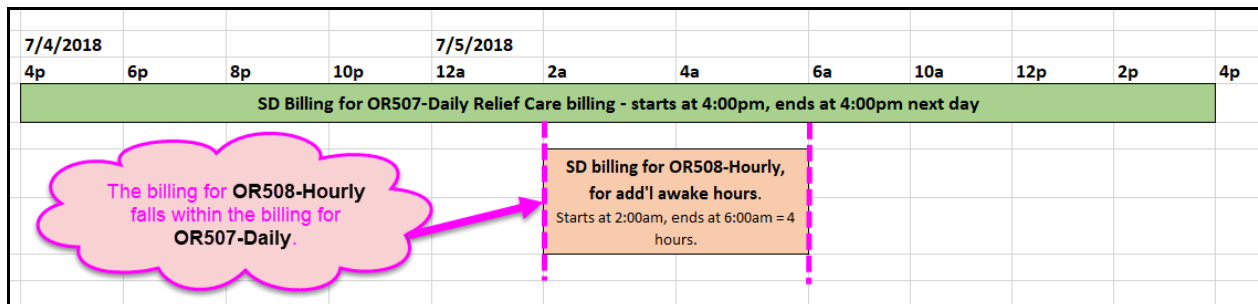 7/4/2018 7/5/2018
4p 6p 8p 10p 12a 2a 4a 6a 10a 12p 2p 4p
SD Billing for OR507-Daily Relief Care billing - starts at 4:00pm, ends at 4:00pm next day
The billing for OR508-Hourly
falls within the billing for
OR507-Daily.
SD billing for OR508-Hourly,
for add'l awake hours.
Starts at 2:00am, ends at 6:00am = 4
hours.